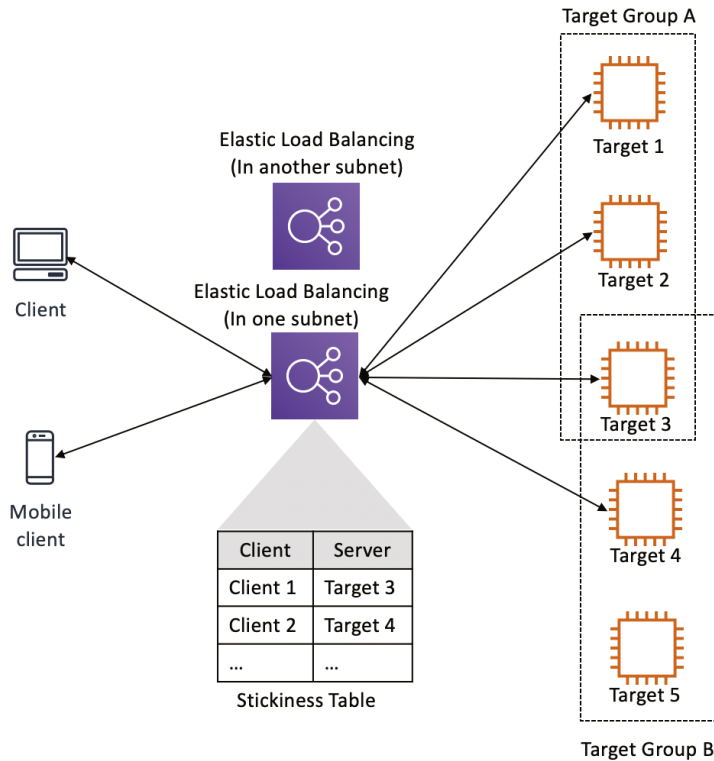 Target Group A
Target 1
Elastic Load Balancing
(In another subnet)
Target 2
Client
Elastic Load Balancing
(In one subnet)
Target 3
Mobile
client
Client Server
Client 1 Target 3
Client 2 Target 4
... ...
Stickiness Table
Target 4
Target 5
Target Group B